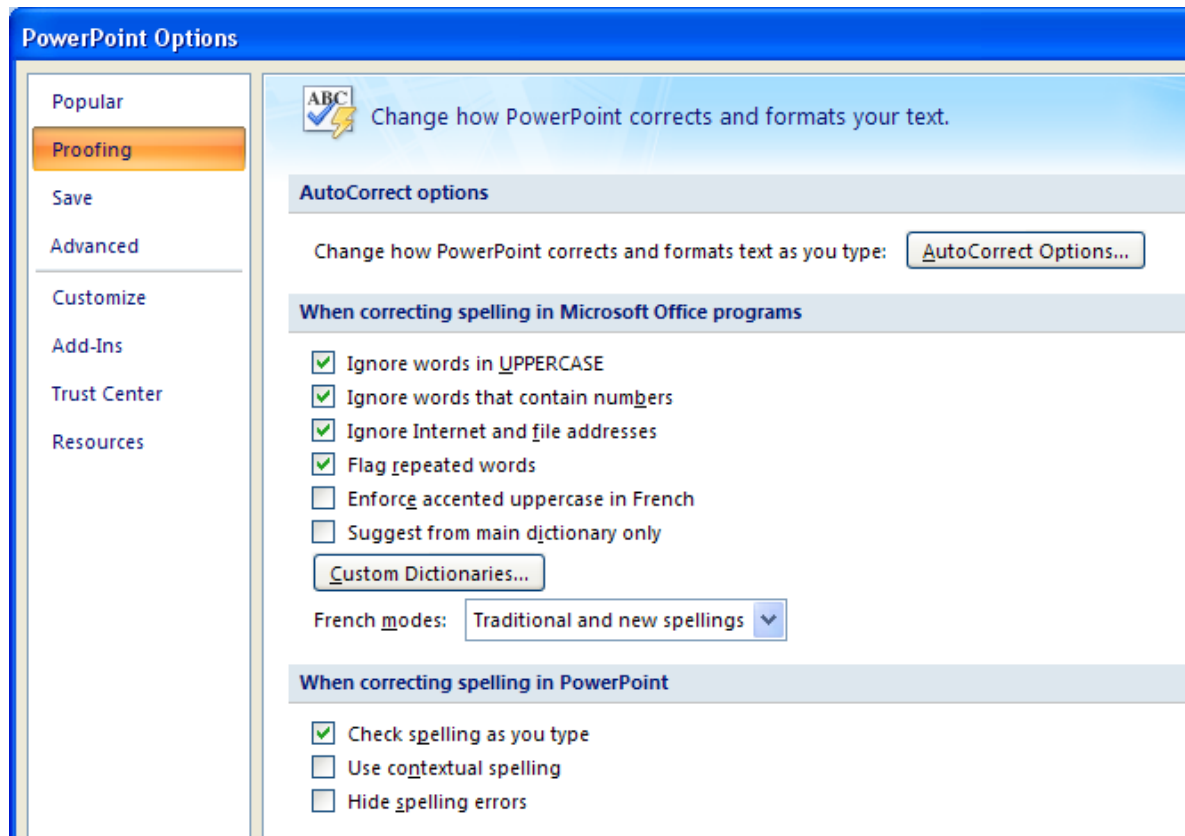 PowerPoint Options
Popular
Proofing
Save
Advanced
Customize
Add-Ins
Trust Center
Resources
ABC
Change how PowerPoint corrects and formats your text.
AutoCorrect options
Change how PowerPoint corrects and formats text as you type: AutoCorrect Options...
When correcting spelling in Microsoft Office programs
Ignore words in UPPERCASE
Ignore words that contain numbers
Ignore Internet and file addresses
Flag repeated words
Enforce accented uppercase in French
Suggest from main dictionary only
Custom Dictionaries...
French modes: Traditional and new spellings
When correcting spelling in PowerPoint
Check spelling as you type
Use contextual spelling
Hide spelling errors